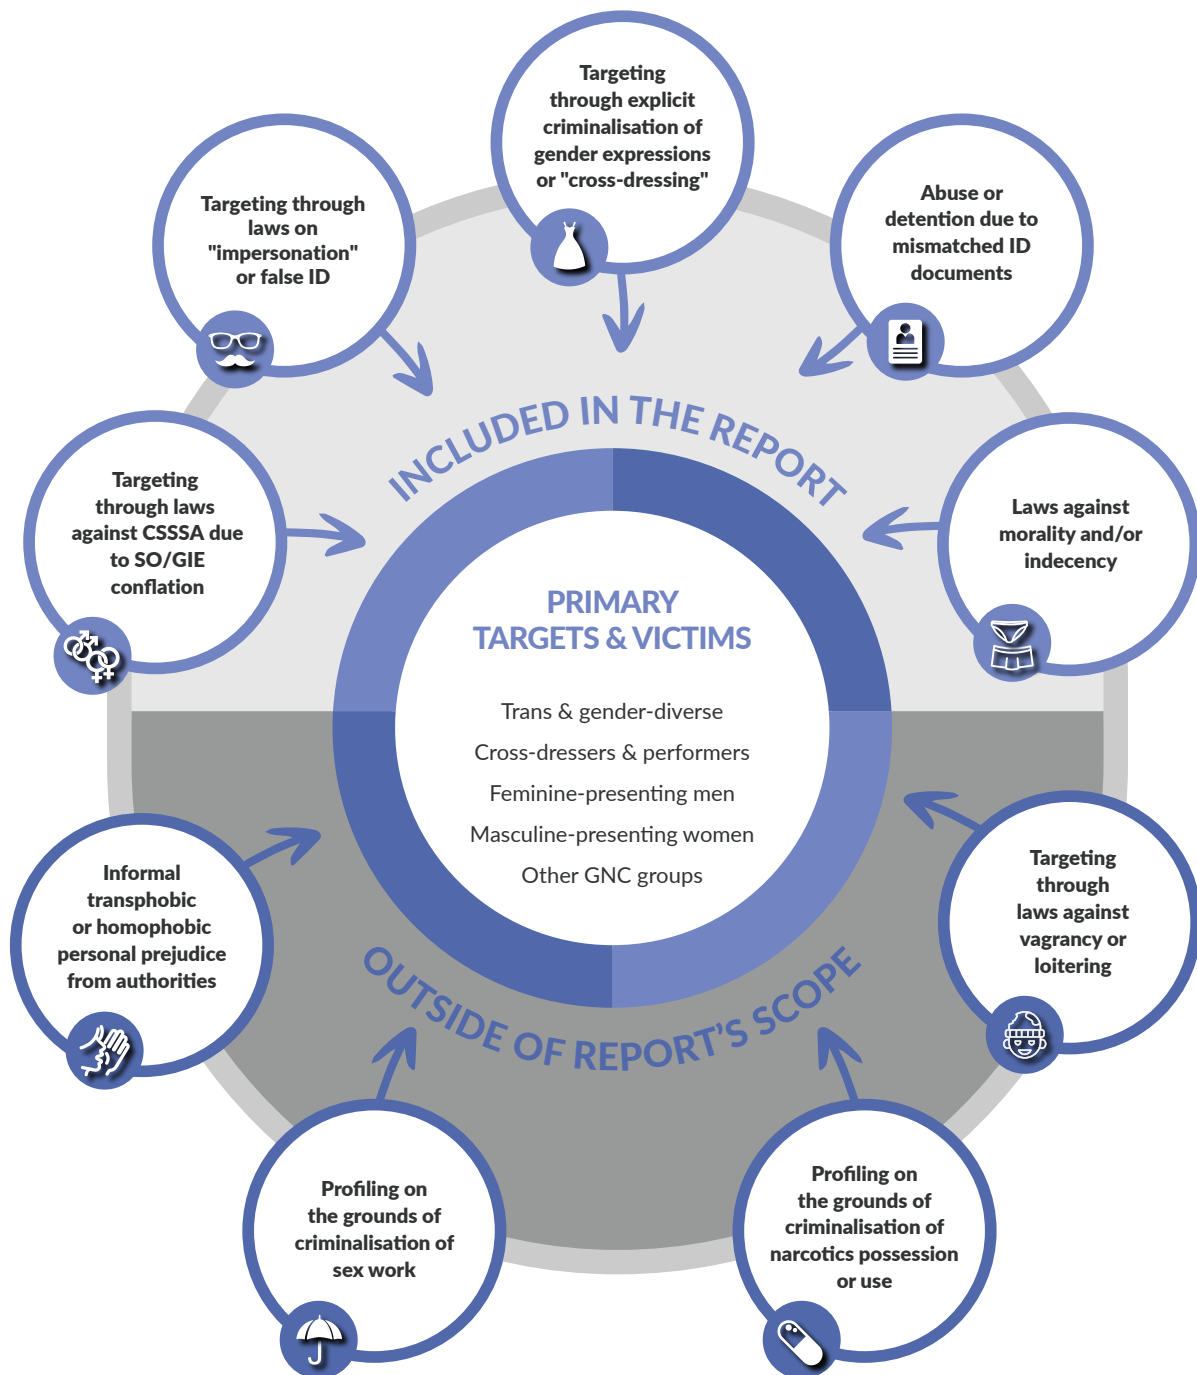 Targeting
through explicit
criminalisation of
gender expressions
or "cross-dressing"
Targeting through
laws on
"impersonation"
or false ID
Abuse or
detention due to
mismatched ID
documents
Targeting
through laws
against CSSSA due
to SO/GIE
conflation
Laws against
morality and/or
indecency
INCLUDED IN THE REPORT
PRIMARY
TARGETS & VICTIMS
Trans & gender-diverse
Cross-dressers & performers
Feminine-presenting men
Masculine-presenting women
Other GNC groups
OUTSIDE OF REPORT'S SCOPE
Informal
transphobic
or homophobic
personal prejudice
from authorities
Targeting
through
laws against
vagrancy or
loitering
Profiling on
the grounds of
criminalisation of
sex work
Profiling on
the grounds of
criminalisation of
narcotics possession
or use